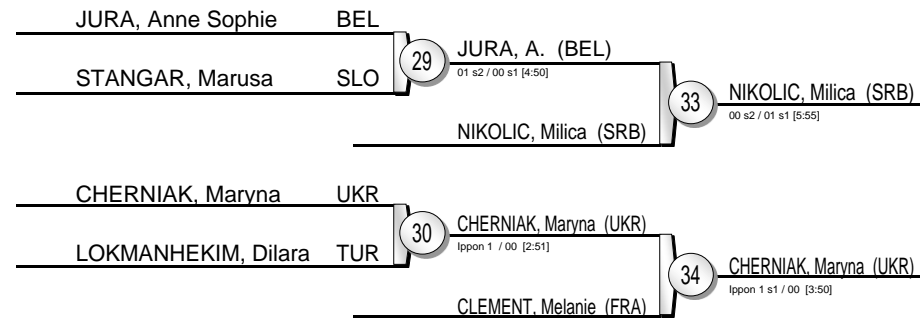 JURA, Anne Sophie BEL
29
JURA, A. (BEL)
01 s2 / 00 s1 [4:50]
STANGAR, Marusa SLO
33
NIKOLIC, Milica (SRB)
00 s2 / 01 s1 [5:55]
NIKOLIC, Milica (SRB)
CHERNIAK, Maryna UKR
30
CHERNIAK, Maryna (UKR)
Ippon 1 / 00 [2:51]
LOKMANHEKIM, Dilara TUR
34
CHERNIAK, Maryna (UKR)
Ippon 1 s1 / 00 [3:50]
CLEMENT, Melanie (FRA)